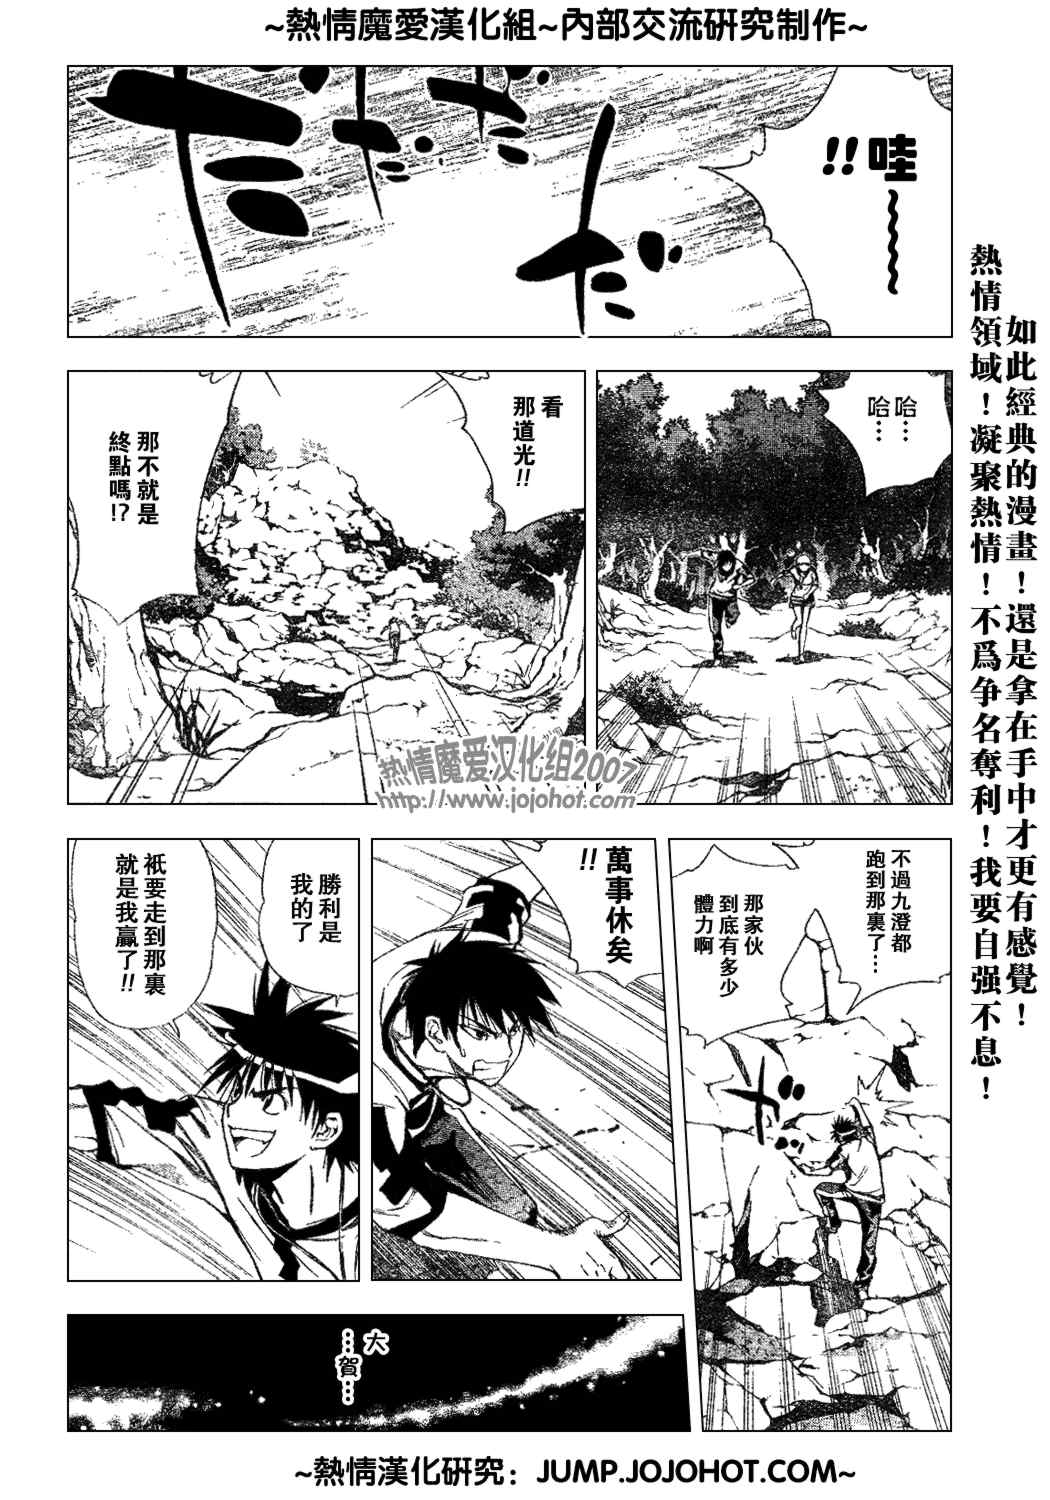 ~熱情魔愛漢化組~內部交流研究制作~
哇~
!!
ダダダダダ
哈…
哈…
看
那道光!!
那不就是
終點嗎!?
熱情魔爱汉化组2007
http://www.jojohot.com
不過九澄都
跑到那裏了…
那家伙
到底有多少
體力啊
萬事休矣
!!
勝利是
我的了
衹要走到那裏
就是我贏了!!
大
賀…
…
如此經典的漫畫！還是拿在手中才更有感覺！
熱情領域！凝聚熱情！不爲争名奪利！我要自强不息！
~熱情漢化研究：JUMP.JOJOHOT.COM~